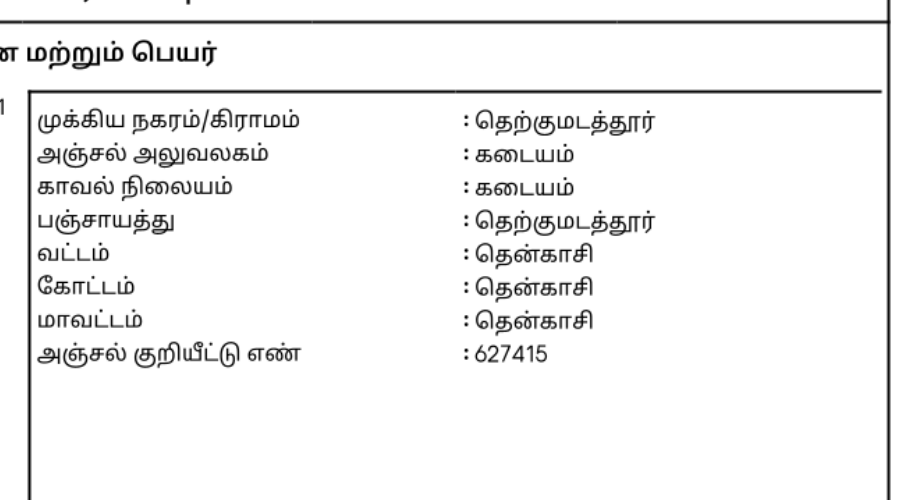 ன மற்றும் பெயர்
1
முக்கிய நகரம்/கிராமம் : தெற்குமடத்தூர்
அஞ்சல் அலுவலகம் : கடையம்
காவல் நிலையம் : கடையம்
பஞ்சாயத்து : தெற்குமடத்தூர்
வட்டம் : தென்காசி
கோட்டம் : தென்காசி
மாவட்டம் : தென்காசி
அஞ்சல் குறியீட்டு எண் : 627415